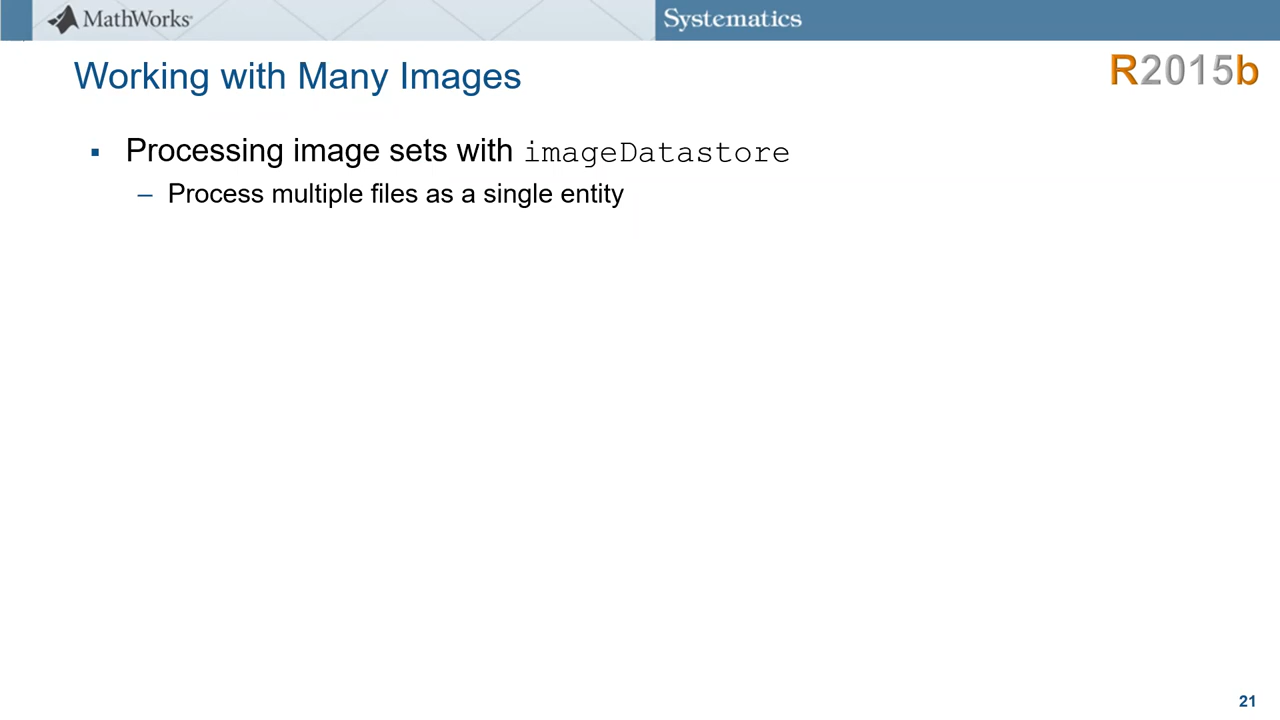 MathWorks
Systematics
Working with Many Images
R2015b
▪ Processing image sets with imageDatastore
– Process multiple files as a single entity
21